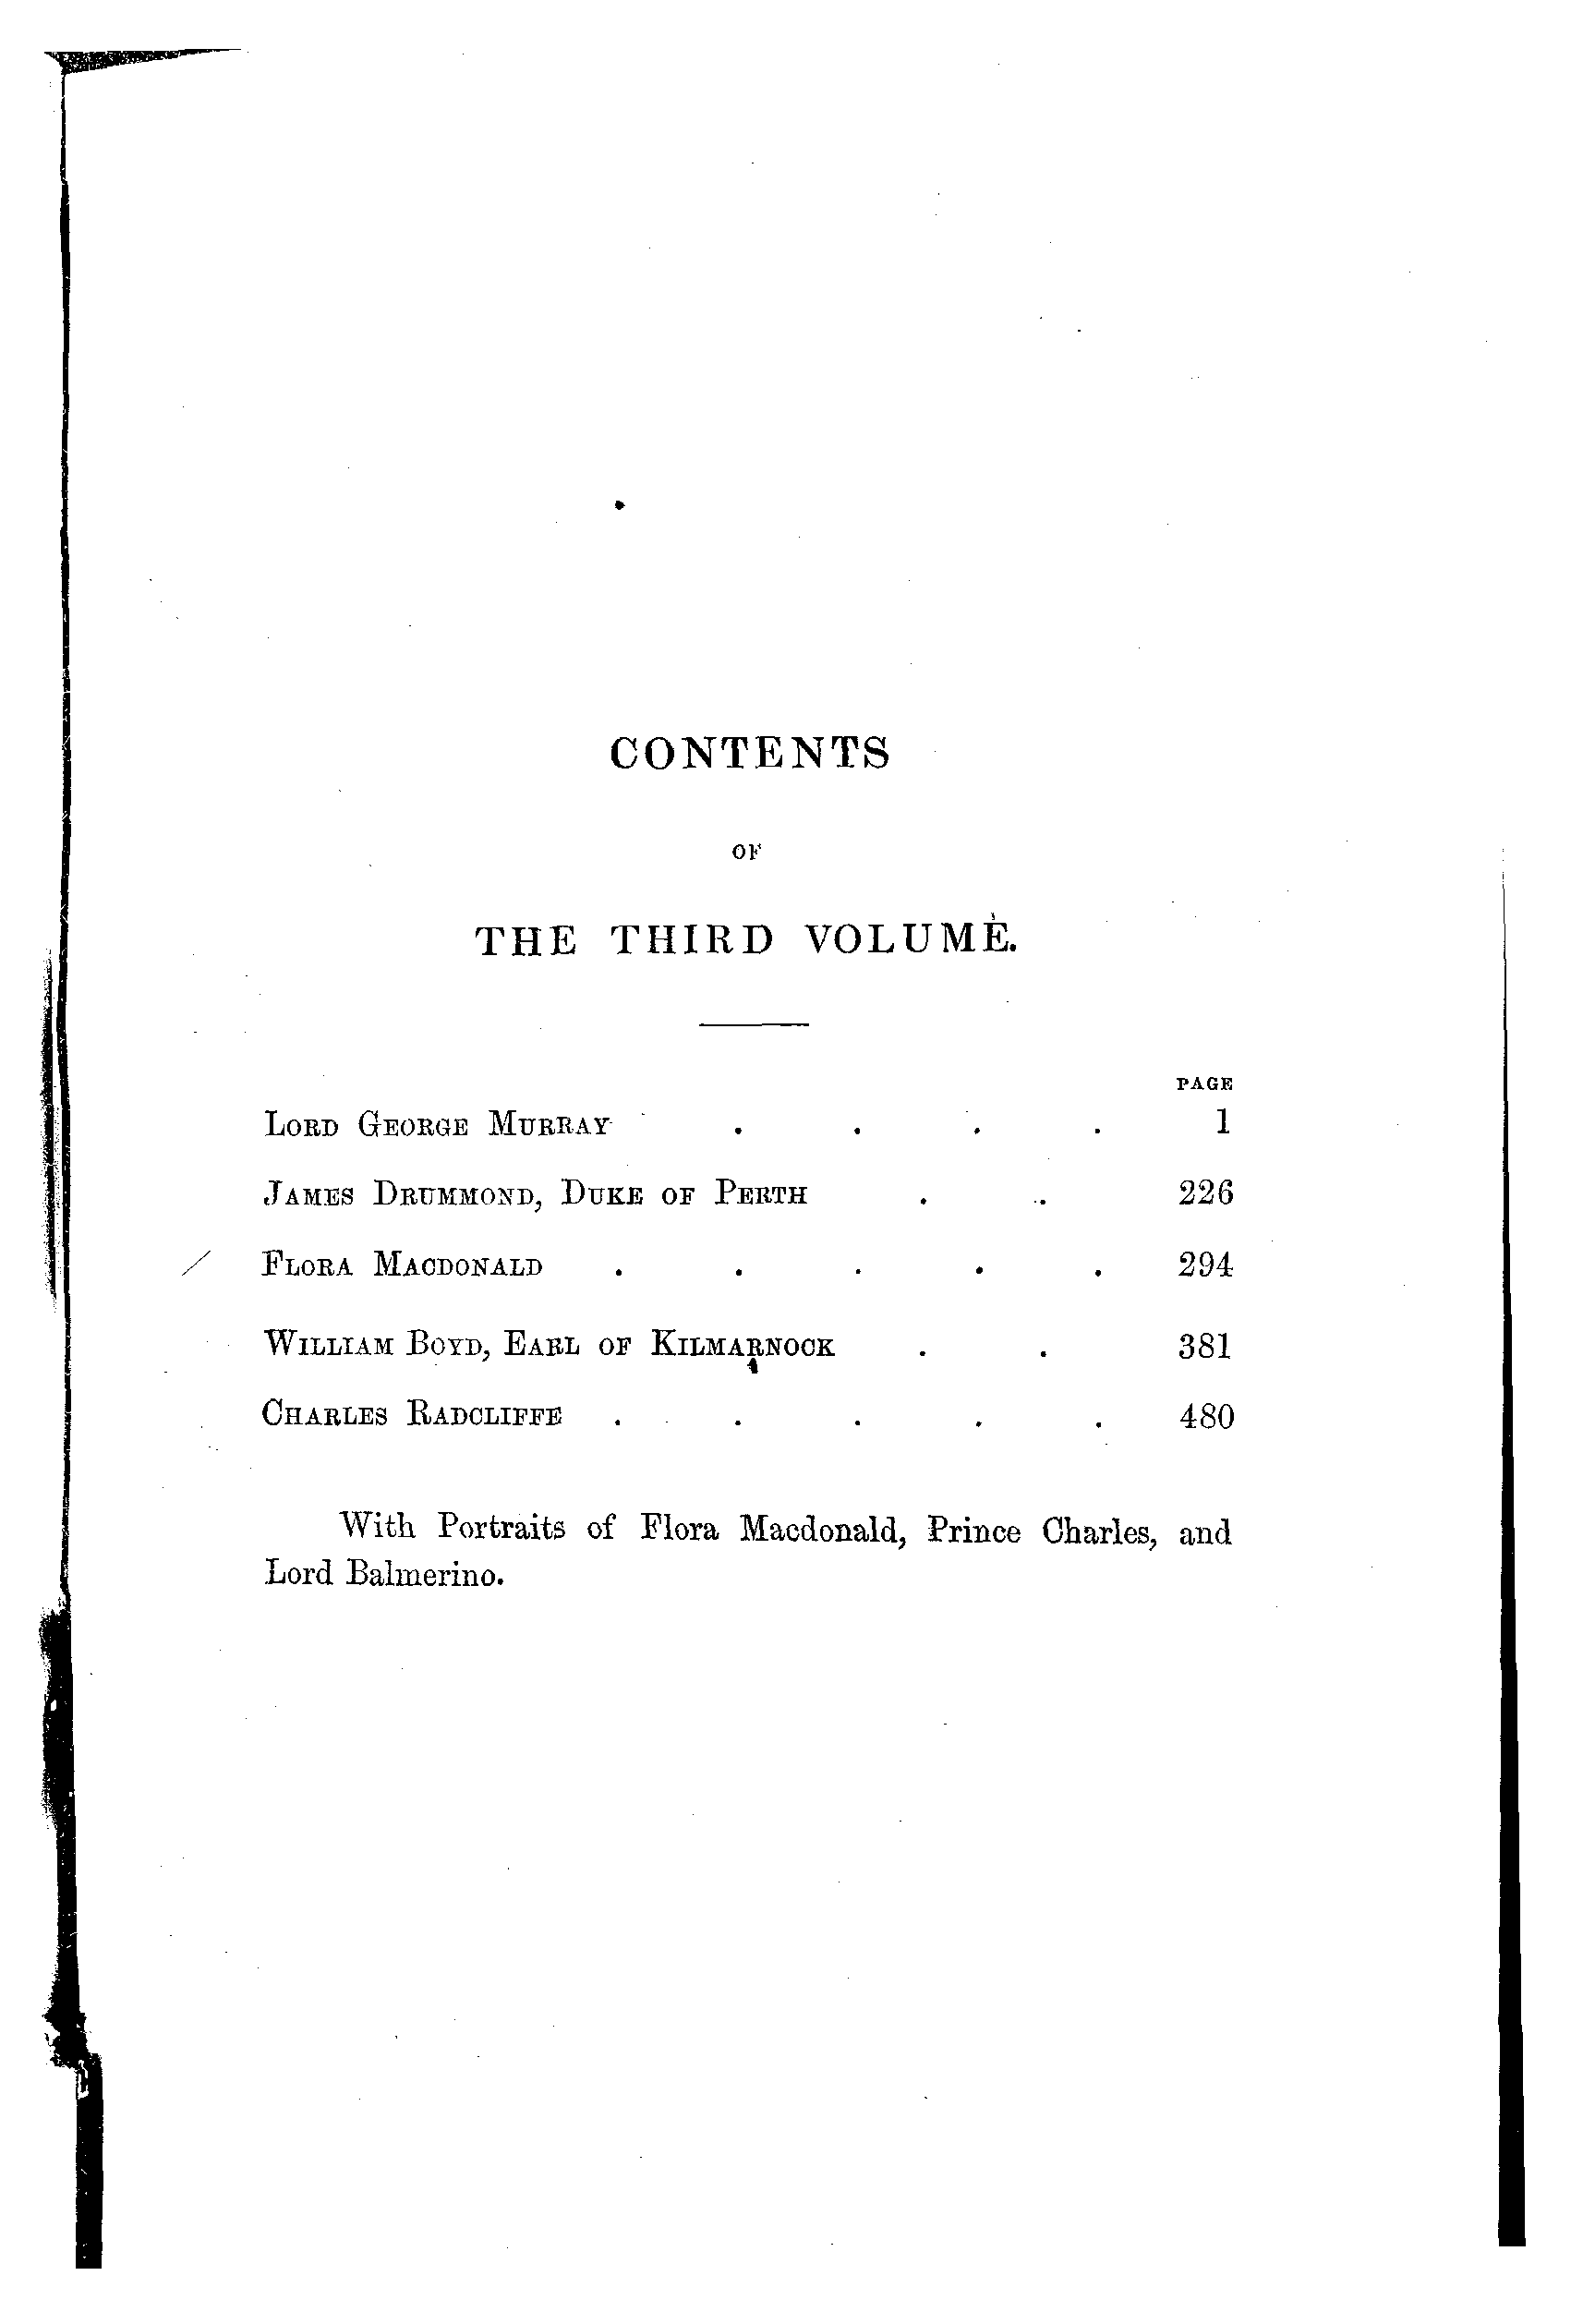 CONTENTS
OF
THE THIRD VOLUME.
PAGE
LORD GEORGE MURRAY . . . . 1
JAMES DRUMMOND, DUKE OF PERTH . . 226
FLORA MACDONALD . . . . . 294
WILLIAM BOYD, EARL OF KILMARNOCK . . 381
CHARLES RADCLIFFE . . . . . 480
With Portraits of Flora Macdonald, Prince Charles, and
Lord Balmerino.